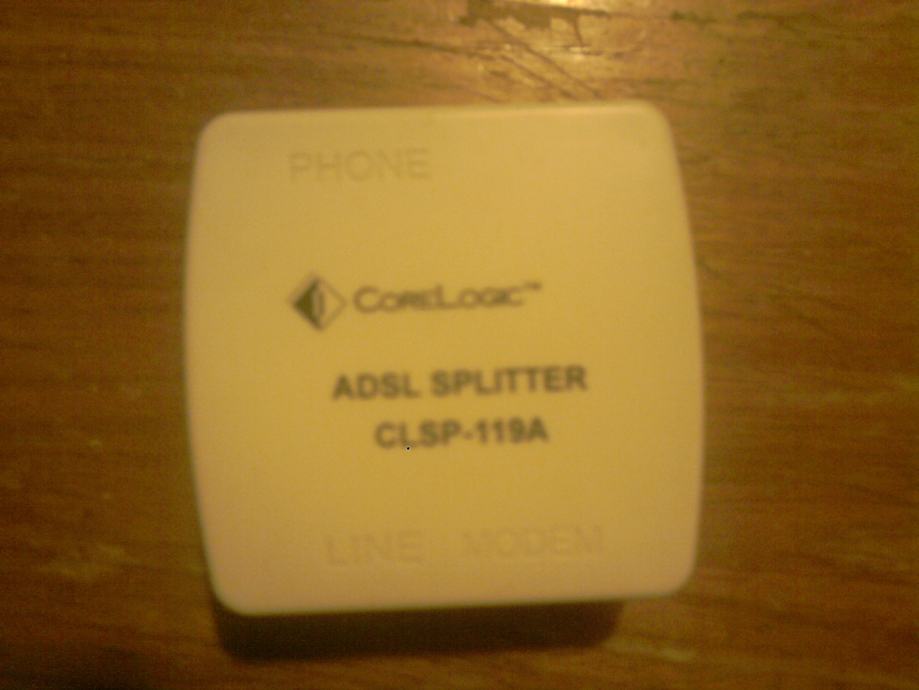 PHONE
CORELOGIC™
ADSL SPLITTER
CLSP-119A
LINE MODEM